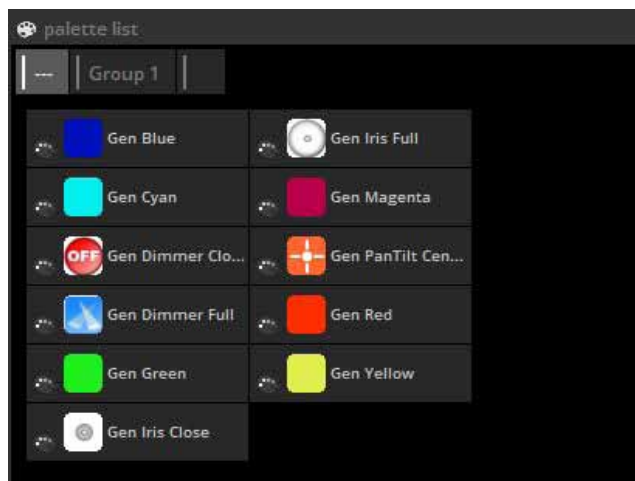 palette list
--- Group 1
Gen Blue
Gen Iris Full
Gen Cyan
Gen Magenta
OFF Gen Dimmer Clo...
Gen PanTilt Cen...
Gen Dimmer Full
Gen Red
Gen Green
Gen Yellow
Gen Iris Close